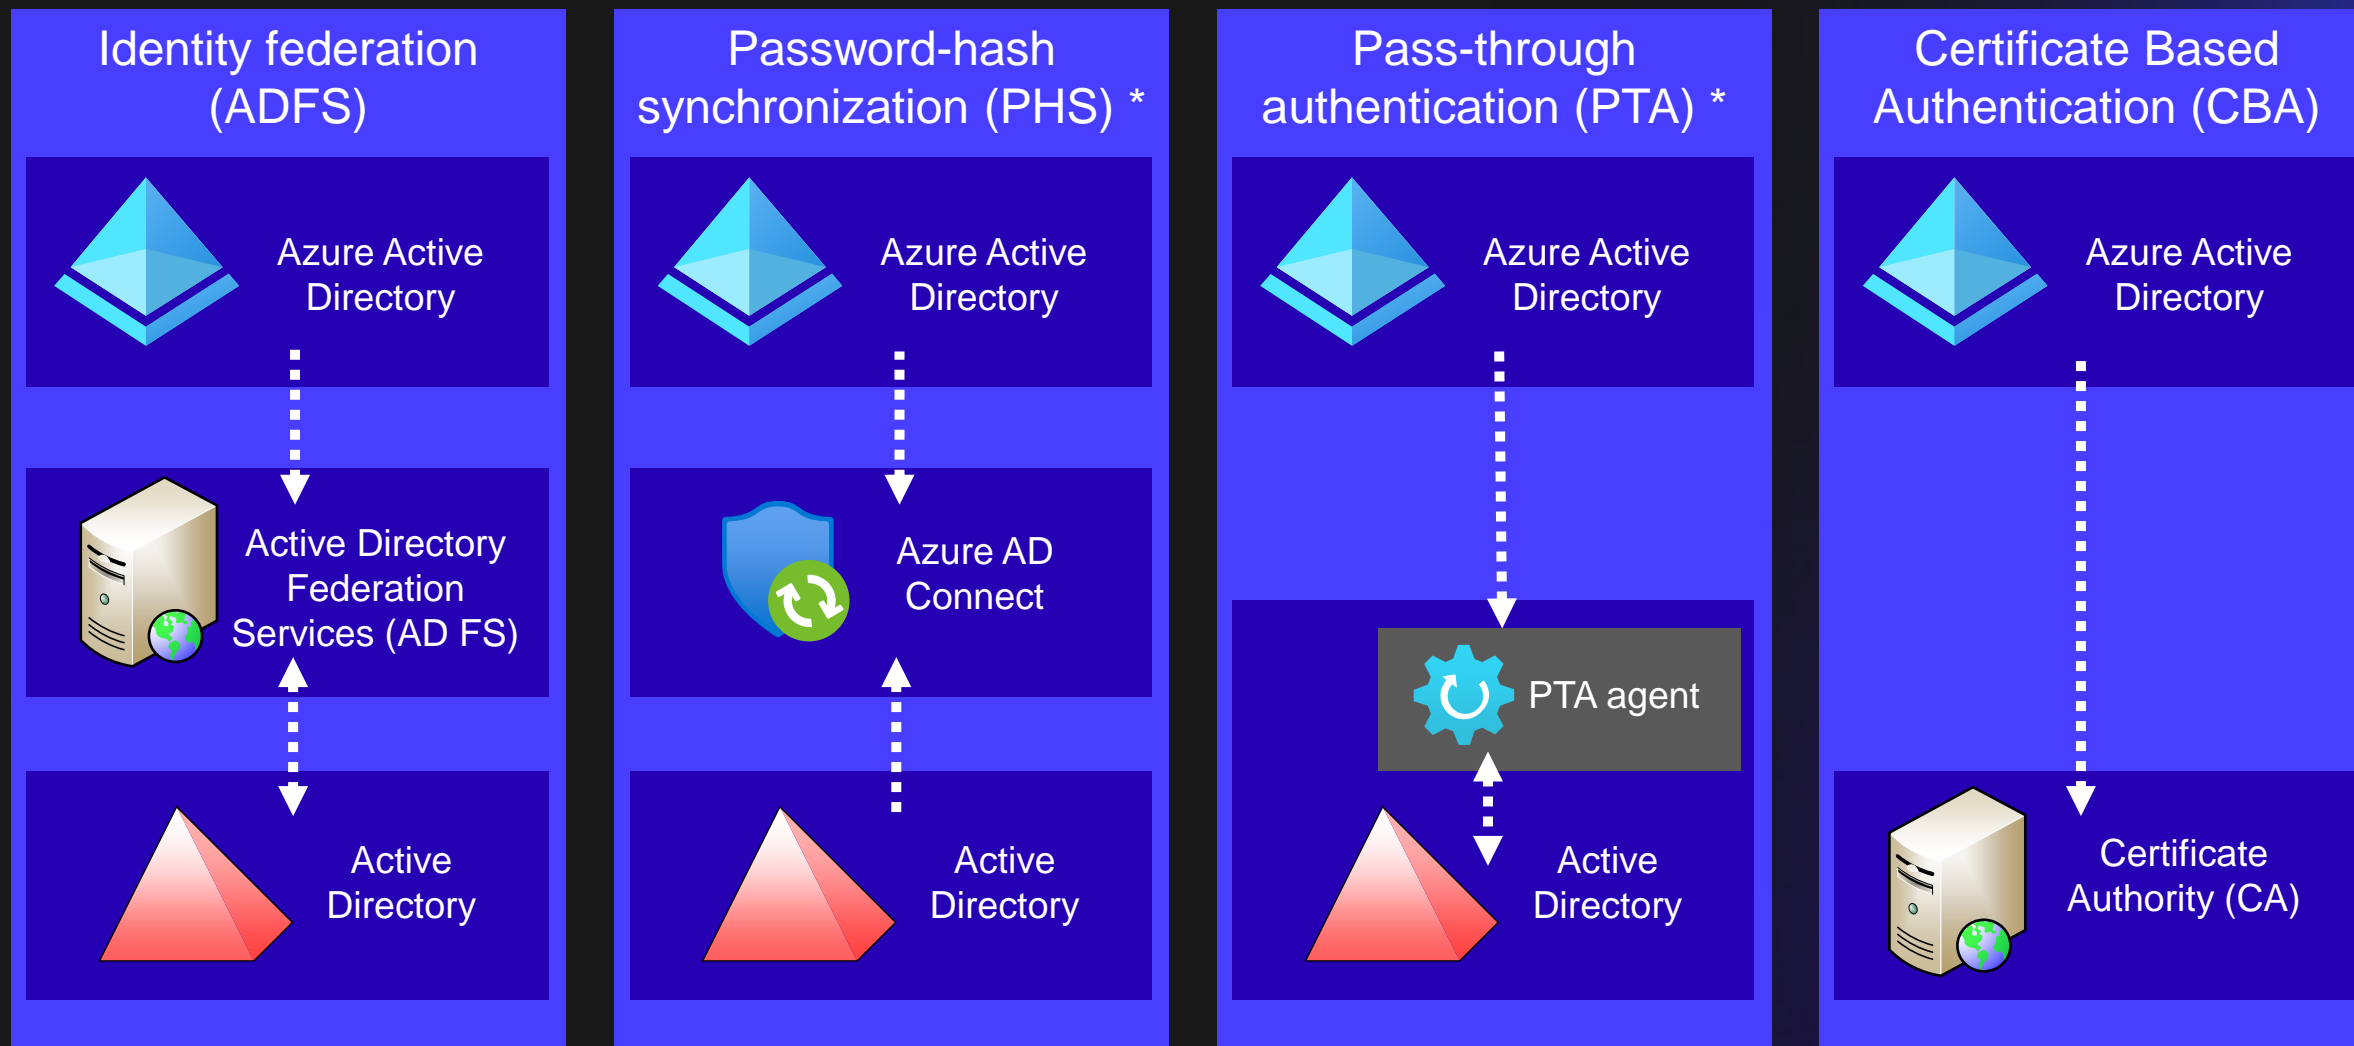 Identity federation
(ADFS)
Azure Active
Directory
Active Directory
Federation
Services (AD FS)
Active
Directory
Password-hash
synchronization (PHS) *
Azure Active
Directory
Azure AD
Connect
Active
Directory
Pass-through
authentication (PTA) *
Azure Active
Directory
PTA agent
Active
Directory
Certificate Based
Authentication (CBA)
Azure Active
Directory
Certificate
Authority (CA)